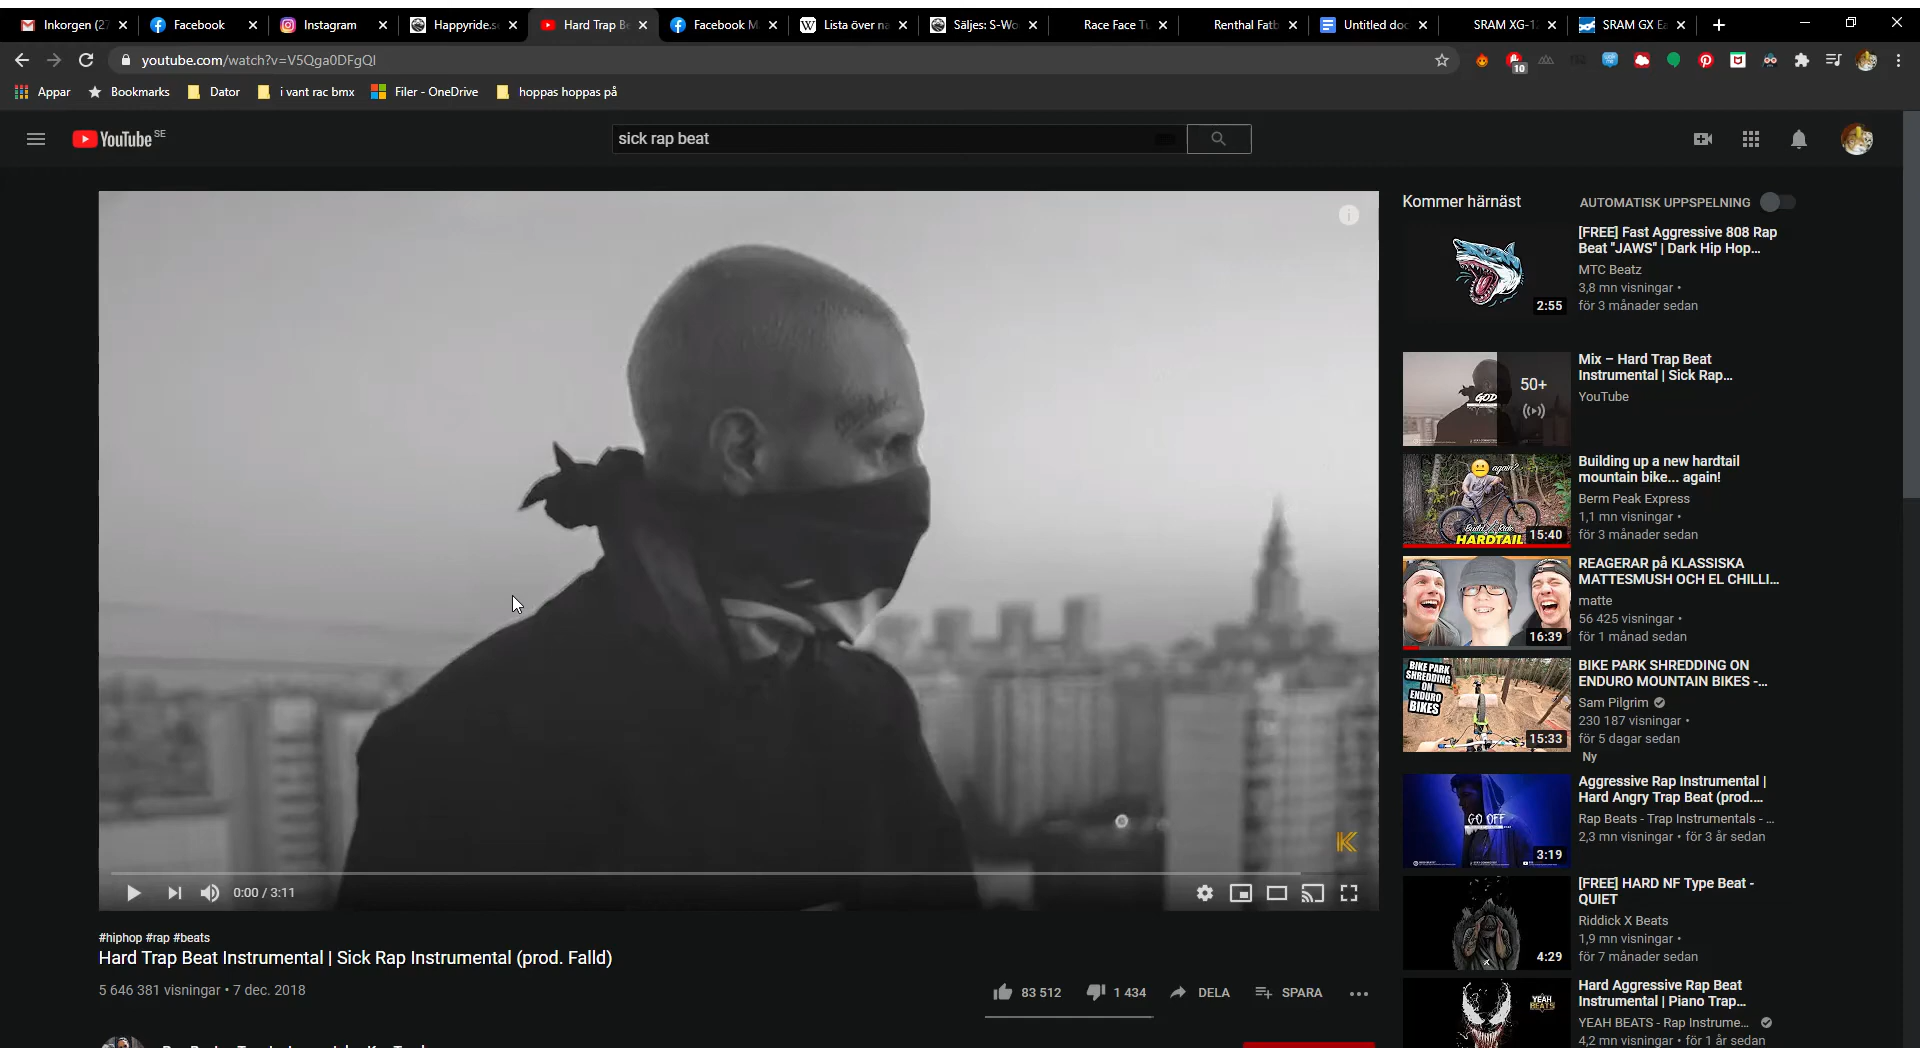 Inkorgen (2
Facebook
Instagram
Happyride.s
Hard Trap B
Facebook M
Lista över na
Säljes: S-Wo
Race Face Tu
Renthal Fatb
Untitled doc
SRAM XG-1
SRAM GX Ea
youtube.com/watch?v=V5Qga0DFgQI
10
Appar
Bookmarks
Dator
i vant rac bmx
Filer - OneDrive
hoppas hoppas på
YouTube SE
sick rap beat
Kommer härnäst
AUTOMATISK UPPSPELNING
[FREE] Fast Aggressive 808 Rap
Beat "JAWS" | Dark Hip Hop...
MTC Beatz
3,8 mn visningar •
för 3 månader sedan
2:55
Mix – Hard Trap Beat
Instrumental | Sick Rap...
YouTube
50+
GOD
Building up a new hardtail
mountain bike... again!
Berm Peak Express
1,1 mn visningar •
för 3 månader sedan
again?
Build & Ride
HARDTAIL
15:40
REAGERAR på KLASSISKA
MATTESMUSH OCH EL CHILLI...
matte
56 425 visningar •
för 1 månad sedan
16:39
BIKE PARK SHREDDING ON
ENDURO MOUNTAIN BIKES -...
Sam Pilgrim
230 187 visningar •
för 5 dagar sedan
Ny
BIKE PARK
SHREDDING
ON
ENDURO
BIKES
15:33
Aggressive Rap Instrumental |
Hard Angry Trap Beat (prod....
Rap Beats - Trap Instrumentals - ...
2,3 mn visningar • för 3 år sedan
GO OFF
3:19
[FREE] HARD NF Type Beat -
QUIET
Riddick X Beats
1,9 mn visningar •
för 7 månader sedan
4:29
Hard Aggressive Rap Beat
Instrumental | Piano Trap...
YEAH BEATS - Rap Instrume...
4,2 mn visningar • för 1 år sedan
YEAH
BEATS
K
0:00 / 3:11
#hiphop #rap #beats
Hard Trap Beat Instrumental | Sick Rap Instrumental (prod. Falld)
5 646 381 visningar • 7 dec. 2018
83 512
1 434
DELA
SPARA